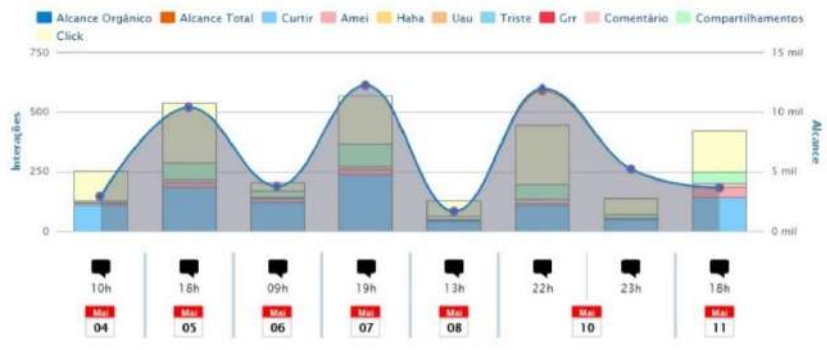 Alcance Orgânico Alcance Total Curtir Amei Haha Uau Triste Grr Comentário Compartilhamentos
Click
750 15 mil
500 10 mil
250 5 mil
0 0 mil
Interações
Alcance
10h 18h 09h 19h 13h 22h 23h 18h
Mai Mai Mai Mai Mai Mai Mai
04 05 06 07 08 10 11